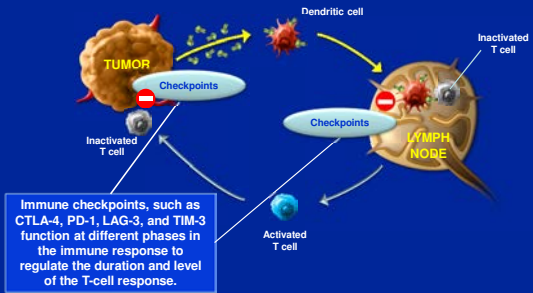 Dendritic cell
Inactivated
T cell
TUMOR
Checkpoints
Checkpoints
LYMPH
NODE
Inactivated
T cell
Activated
T cell
Immune checkpoints, such as
CTLA-4, PD-1, LAG-3, and TIM-3
function at different phases in
the immune response to
regulate the duration and level
of the T-cell response.